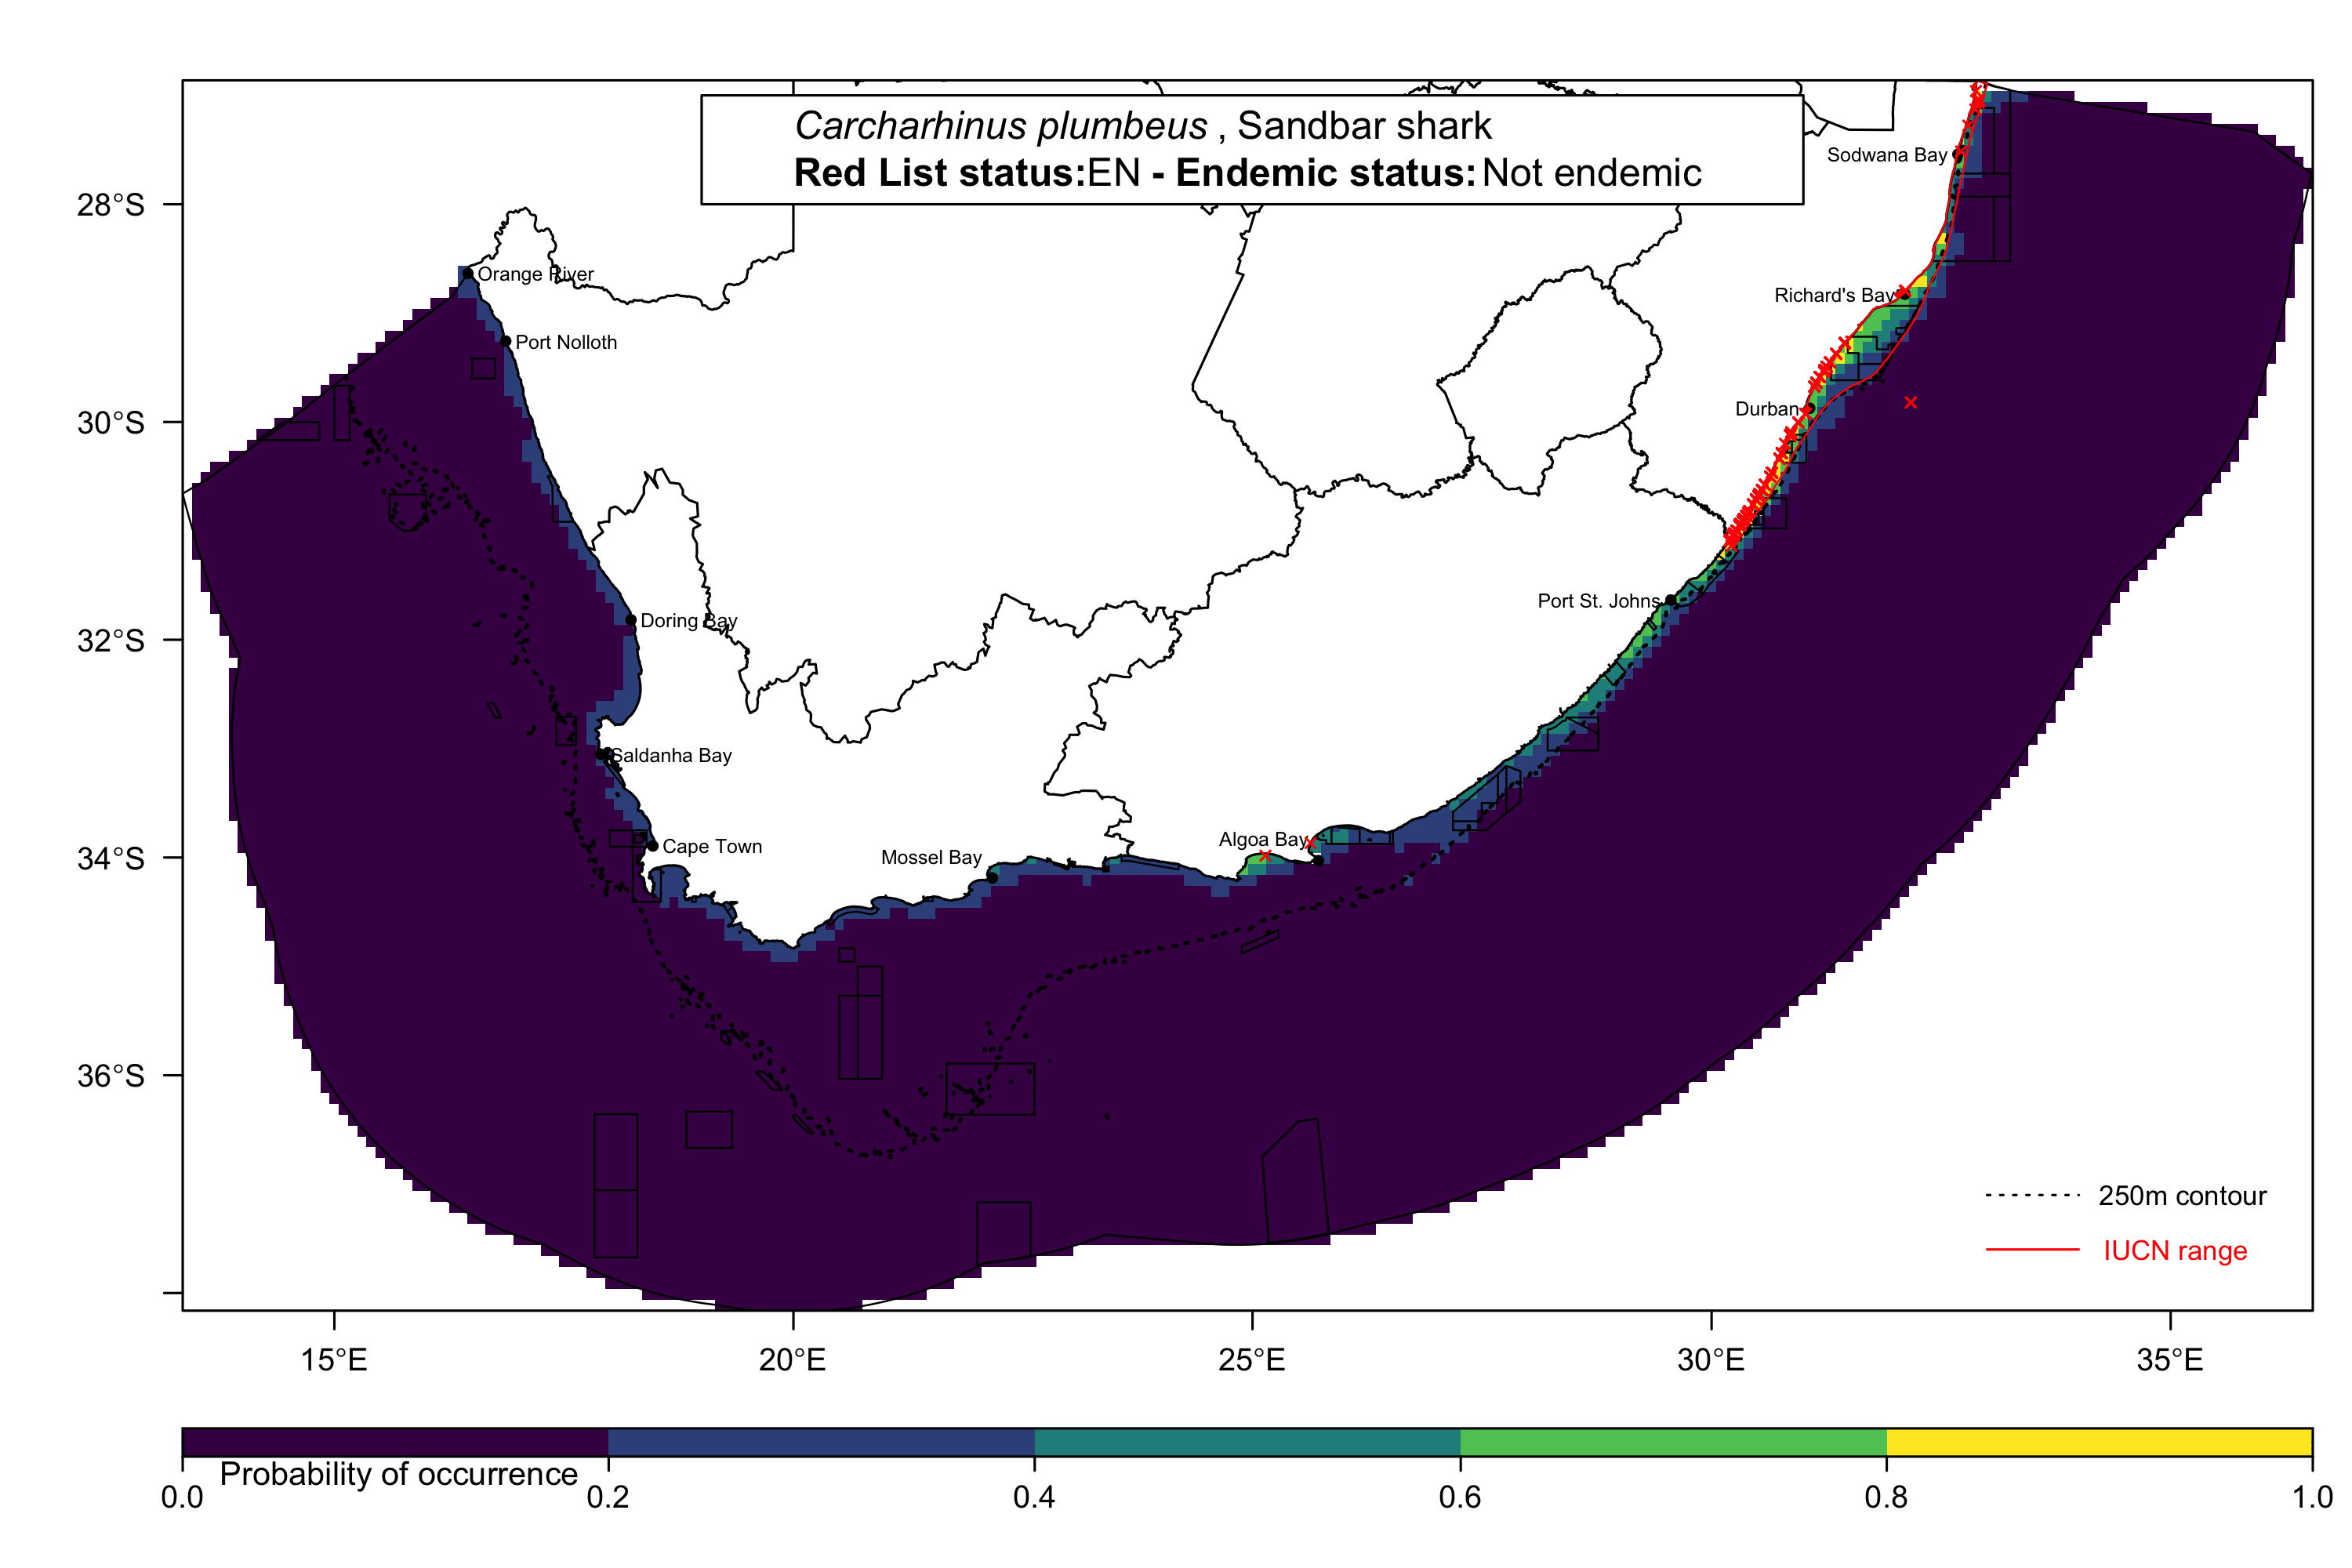 Carcharhinus plumbeus , Sandbar shark
Red List status:EN - Endemic status:Not endemic
28°S
30°S
32°S
34°S
36°S
Sodwana Bay
Orange River
Richard's Bay
Port Nolloth
Durban
Port St. Johns
Doring Bay
Saldanha Bay
Algoa Bay
Cape Town
Mossel Bay
250m contour
IUCN range
15°E
20°E
25°E
30°E
35°E
Probability of occurrence
0.0
0.2
0.4
0.6
0.8
1.0